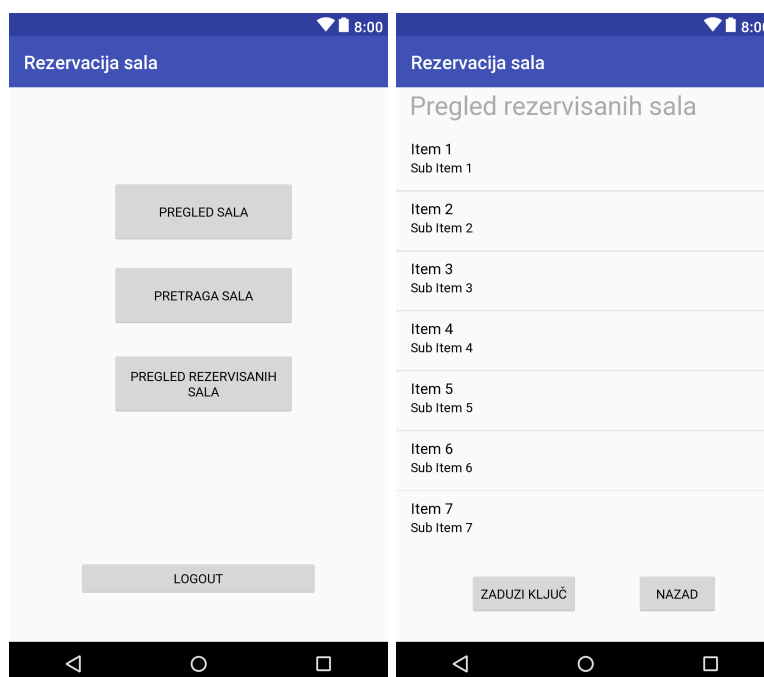 8:00
Rezervacija sala
PREGLED SALA
PRETRAGA SALA
PREGLED REZERVISANIH
SALA
LOGOUT
8:00
Rezervacija sala
Pregled rezervisanih sala
Item 1
Sub Item 1
Item 2
Sub Item 2
Item 3
Sub Item 3
Item 4
Sub Item 4
Item 5
Sub Item 5
Item 6
Sub Item 6
Item 7
Sub Item 7
ZADUZI KLJUČ
NAZAD